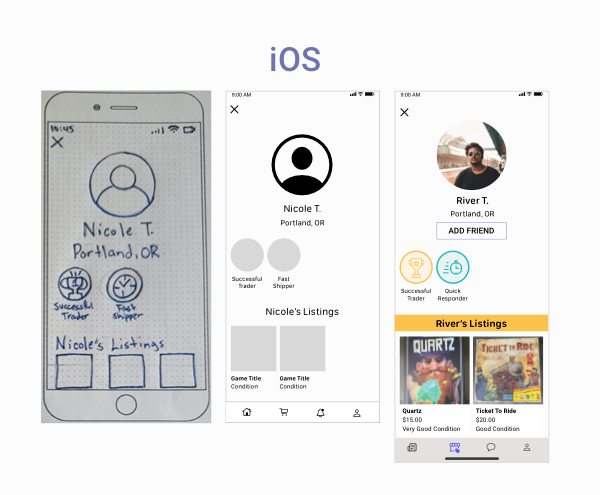 iOS
10:45
Nicole T.
Portland, OR
Successful
Trader
Fast
Shipper
Nicole's Listings
9:00 AM
Nicole T.
Portland, OR
Successful
Trader
Fast
Shipper
Nicole's Listings
Game Title
Condition
Game Title
Condition
9:00 AM
River T.
Portland, OR
ADD FRIEND
Successful
Trader
Quick
Responder
River's Listings
QUARTZ
TICKET TO RIDE
Quartz
$15.00
Very Good Condition
Ticket To Ride
$20.00
Good Condition